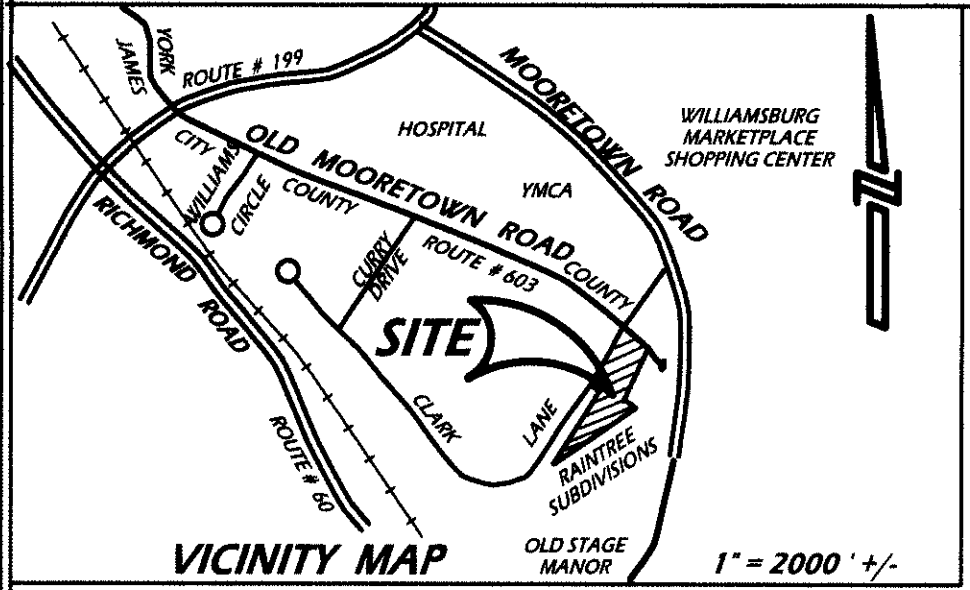 YORK
JAMES
ROUTE # 199
MOORETOWN ROAD
WILLIAMSBURG
MARKETPLACE
SHOPPING CENTER
HOSPITAL
CITY
OLD MOORETOWN ROAD
YMCA
WILLIAMS
CIRCLE
COUNTY
ROUTE # 603
COUNTY
RICHMOND
ROAD
CURRY
DRIVE
N
SITE
CLARK
LANE
ROUTE # 60
RAINTREE
SUBDIVISIONS
OLD STAGE
MANOR
VICINITY MAP
1" = 2000 ' +/-